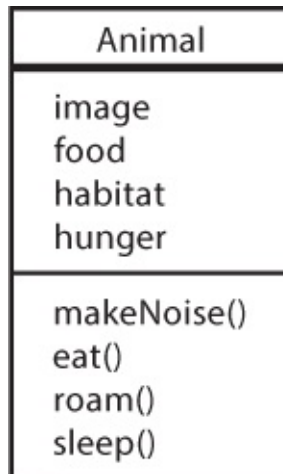 Animal
image
food
habitat
hunger
makeNoise()
eat()
roam()
sleep()